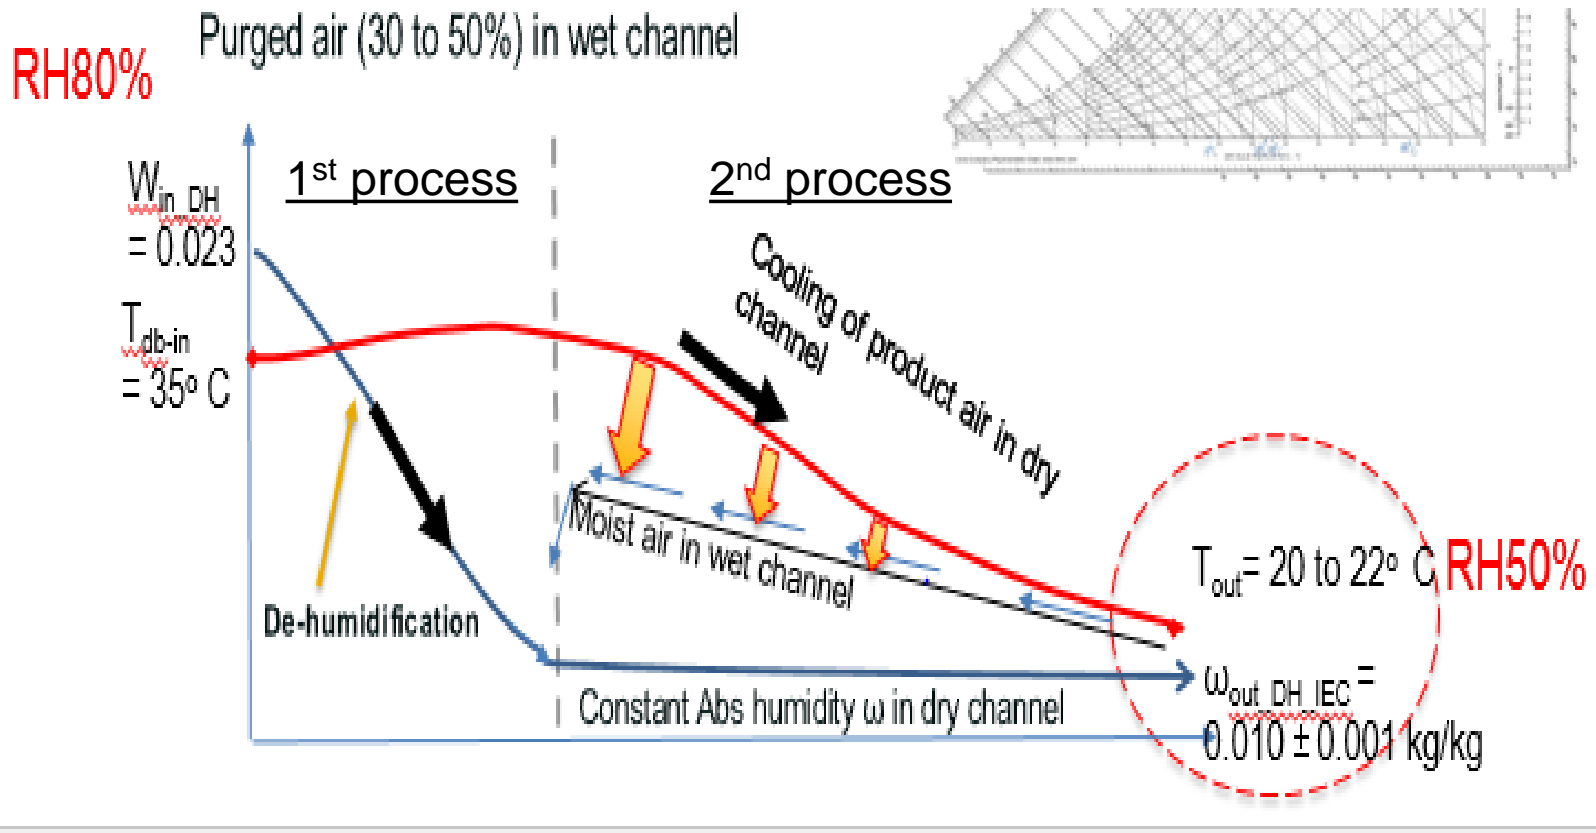 Purged air (30 to 50%) in wet channel
RH80%
1st process
2nd process
Win_DH
= 0.023
Tdb-in
= 35o C
Cooling of product air in dry
channel
Moist air in wet channel
De-humidification
Tout= 20 to 22o C
RH50%
Constant Abs humidity ω in dry channel
ωout_DH_IEC =
0.010 ± 0.001 kg/kg